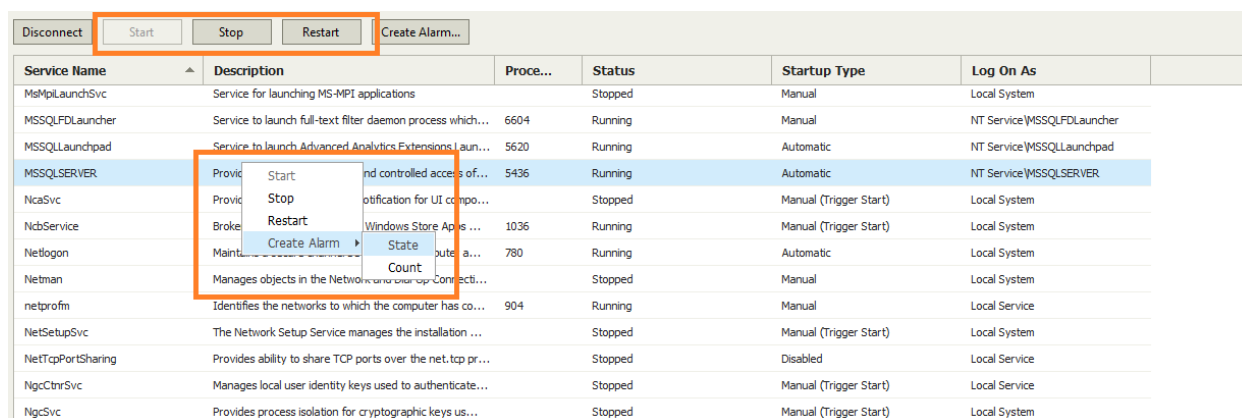 Disconnect Start Stop Restart Create Alarm...
Service Name Description Proce... Status Startup Type Log On As
MsMpiLaunchSvc Service for launching MS-MPI applications Stopped Manual Local System
MSSQLFDLauncher Service to launch full-text filter daemon process which... 6604 Running Manual NT Service\MSSQLFDLauncher
MSSQLLaunchpad Service to launch Advanced Analytics Extensions Laun... 5620 Running Automatic NT Service\MSSQLLaunchpad
MSSQLSERVER Provid Start nd controlled access of... 5436 Running Automatic NT Service\MSSQLSERVER
NcaSvc Provid Stop otification for UI compo... Stopped Manual (Trigger Start) Local System
NcbService Broke Restart Windows Store Apps ... 1036 Running Manual (Trigger Start) Local System
Netlogon Create Alarm State a... 780 Running Automatic Local System
Count
Netman Manages objects in the Network and Dial-Up Connecti... Stopped Manual Local System
netprofm Identifies the networks to which the computer has co... 904 Running Manual Local Service
NetSetupSvc The Network Setup Service manages the installation ... Stopped Manual (Trigger Start) Local System
NetTcpPortSharing Provides ability to share TCP ports over the net.tcp pr... Stopped Disabled Local Service
NgcCtnrSvc Manages local user identity keys used to authenticate... Stopped Manual (Trigger Start) Local Service
NgcSvc Provides process isolation for cryptographic keys us... Stopped Manual (Trigger Start) Local System